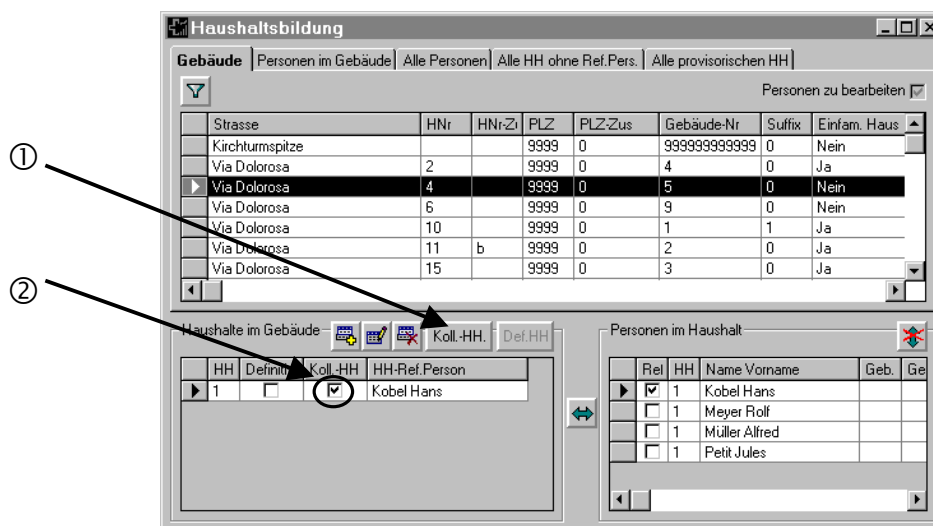 Haushaltsbildung
Gebäude Personen im Gebäude Alle Personen Alle HH ohne Ref.Pers. Alle provisorischen HH
Personen zu bearbeiten
Strasse HNr HNr-Z PLZ PLZ-Zus Gebäude-Nr Suffix Einfam. Haus
Kirchturmspitze 9999 0 999999999999 0 Nein
①
Via Dolorosa 2 9999 0 4 0 Ja
Via Dolorosa 4 9999 0 5 0 Nein
Via Dolorosa 6 9999 0 9 0 Nein
Via Dolorosa 10 9999 0 1 1 Ja
Via Dolorosa 11 b 9999 0 2 0 Ja
Via Dolorosa 15 9999 0 3 0 Ja
②
Haushalte im Gebäude Koll.-HH. Def.HH Personen im Haushalt
HH Definiti Koll.-HH HH-Ref.Person Rel HH Name Vorname Geb. Ge
1 Kobel Hans 1 Kobel Hans
1 Meyer Rolf
1 Müller Alfred
1 Petit Jules